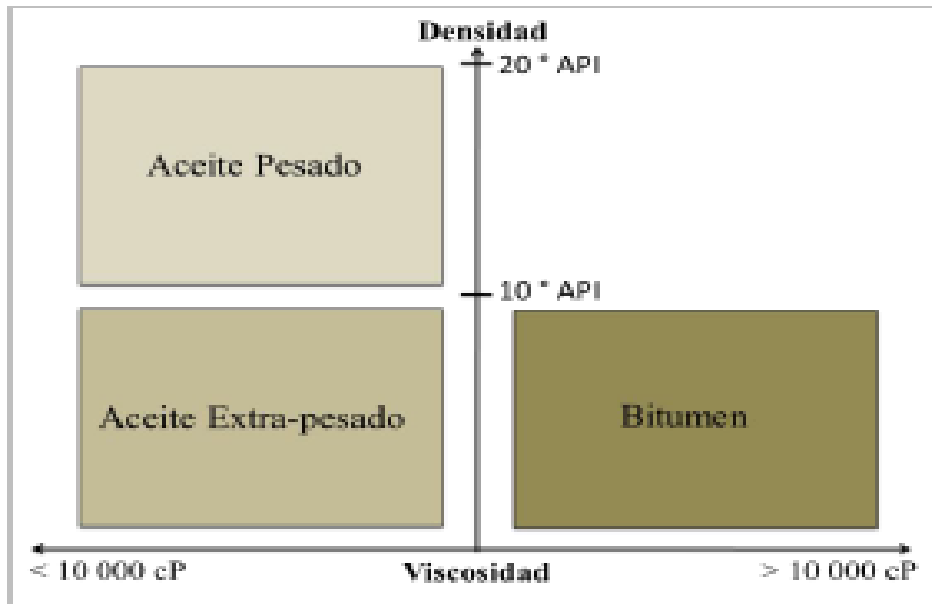 Densidad
20 ° API
Aceite Pesado
10 ° API
Aceite Extra-pesado
Bitumen
< 10 000 cP
Viscosidad
> 10 000 cP